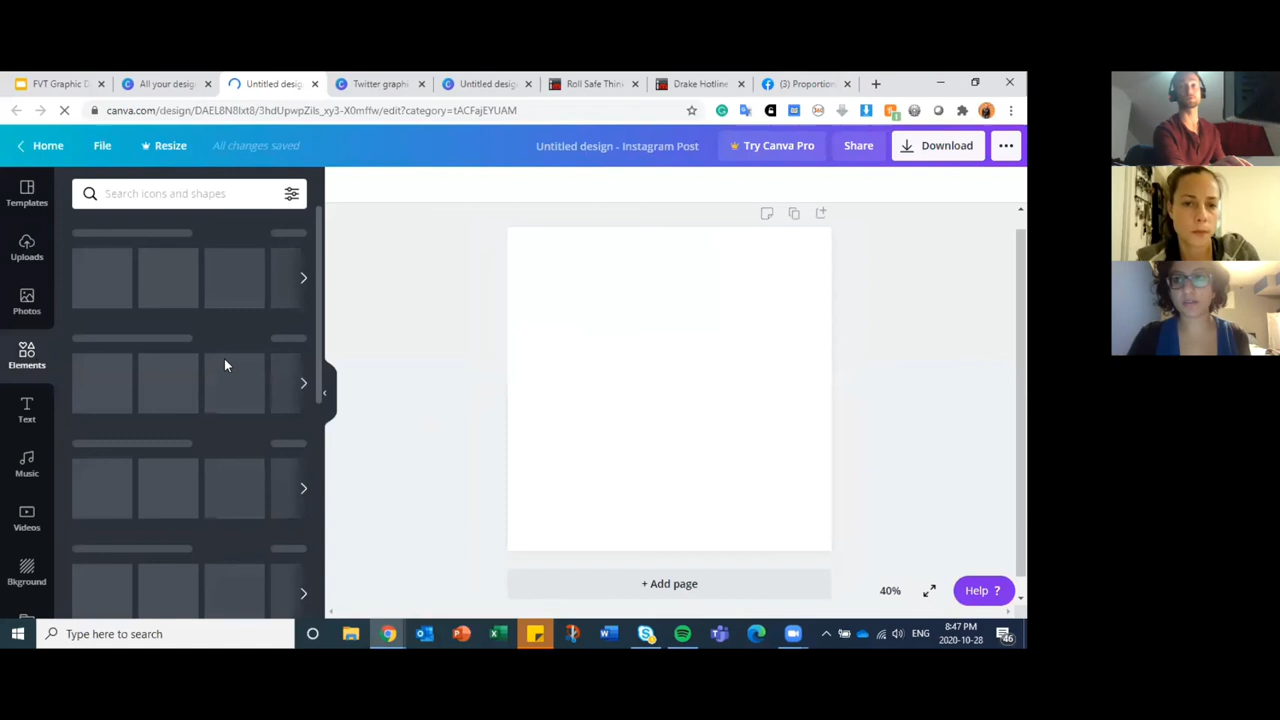 FVT Graphic D
All your desig
Untitled desig
Twitter graphi
Untitled desig
Roll Safe Thin
Drake Hotline
(3) Proportion
canva.com/design/DAEL8N8Ixt8/3hdUpwpZiIs_xy3-X0mffw/edit?category=tACFajEYUAM
Home File Resize All changes saved Untitled design - Instagram Post Try Canva Pro Share Download
Templates
Search icons and shapes
Uploads
Photos
Elements
Text
Music
Videos
Bkground
+ Add page
40%
Help ?
Type here to search
ENG
8:47 PM
2020-10-28
46